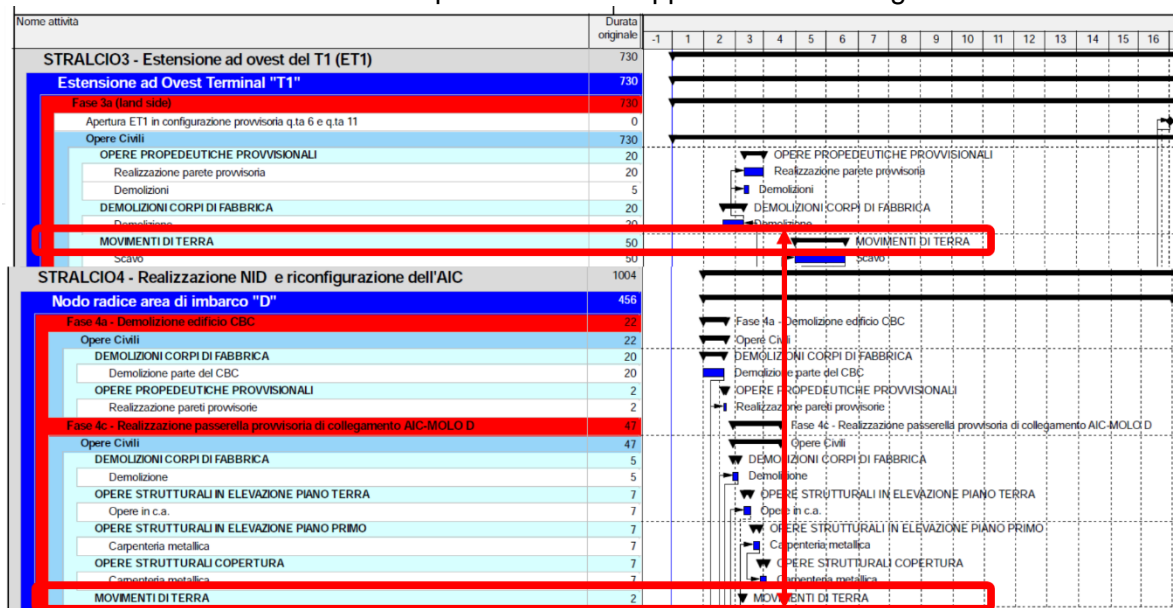 Nome attività Durata originale -1 1 2 3 4 5 6 7 8 9 10 11 12 13 14 15 16
STRALCIO3 - Estensione ad ovest del T1 (ET1) 730
Estensione ad Ovest Terminal "T1" 730
Fase 3a (land side) 730
Apertura ET1 in configurazione provvisoria q.ta 6 e q.ta 11 0
Opere Civili 730
OPERE PROPEDEUTICHE PROVVISIONALI 20 OPERE PROPEDEUTICHE PROVVISIONALI
Realizzazione parete provvisoria 20 Realizzazione parete provvisoria
Demolizioni 5 Demolizioni
DEMOLIZIONI CORPI DI FABBRICA 20 DEMOLIZIONI CORPI DI FABBRICA
Demolizione 20 Demolizione
MOVIMENTI DI TERRA 50 MOVIMENTI DI TERRA
Scavo 50 Scavo
STRALCIO4 - Realizzazione NID e riconfigurazione dell'AIC 1004
Nodo radice area di imbarco "D" 456
Fase 4a - Demolizione edificio CBC 22 Fase 4a - Demolizione edificio CBC
Opere Civili 22 Opere Civili
DEMOLIZIONI CORPI DI FABBRICA 20 DEMOLIZIONI CORPI DI FABBRICA
Demolizione parte del CBC 20 Demolizione parte del CBC
OPERE PROPEDEUTICHE PROVVISIONALI 2 OPERE PROPEDEUTICHE PROVVISIONALI
Realizzazione pareti provvisorie 2 Realizzazione pareti provvisorie
Fase 4c - Realizzazione passerella provvisoria di collegamento AIC-MOLO D 47 Fase 4c - Realizzazione passerella provvisoria di collegamento AIC-MOLO D
Opere Civili 47 Opere Civili
DEMOLIZIONI CORPI DI FABBRICA 5 DEMOLIZIONI CORPI DI FABBRICA
Demolizione 5 Demolizione
OPERE STRUTTURALI IN ELEVAZIONE PIANO TERRA 7 OPERE STRUTTURALI IN ELEVAZIONE PIANO TERRA
Opere in c.a. 7 Opere in c.a.
OPERE STRUTTURALI IN ELEVAZIONE PIANO PRIMO 7 OPERE STRUTTURALI IN ELEVAZIONE PIANO PRIMO
Carpenteria metallica 7 Carpenteria metallica
OPERE STRUTTURALI COPERTURA 7 OPERE STRUTTURALI COPERTURA
Carpenteria metallica 7 Carpenteria metallica
MOVIMENTI DI TERRA 2 MOVIMENTI DI TERRA